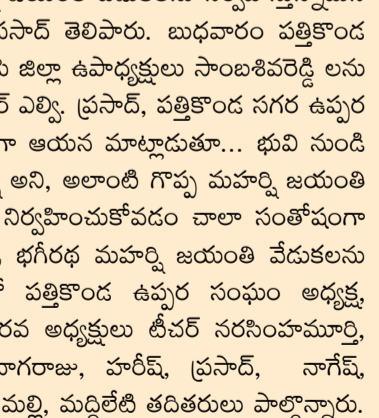 తెలిపారు. బుధవారం పత్తికొండ
జిల్లా ఉపాధ్యక్షులు సాంబశివరెడ్డి లను
ఎల్వి. ప్రసాద్, పత్తికొండ సగర ఉప్పర
ఆయన మాట్లాడుతూ... భువి నుండి
అని, అలాంటి గొప్ప మహర్షి జయంతి
నిర్వహించుకోవడం చాలా సంతోషంగా
భగీరథ మహర్షి జయంతి వేడుకలను
పత్తికొండ ఉప్పర సంఘం అధ్యక్ష,
రవ అధ్యక్షులు టీచర్ నరసింహమూర్తి,
నాగరాజు, హరీష్, ప్రసాద్, నాగేష్,
మల్లి, మద్దిలేటి తదితరులు పాల్గొన్నారు.